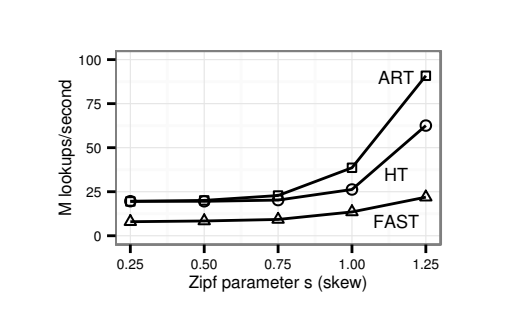 M lookups/second
100
75
50
25
0
ART
HT
FAST
0.25 0.50 0.75 1.00 1.25
Zipf parameter s (skew)